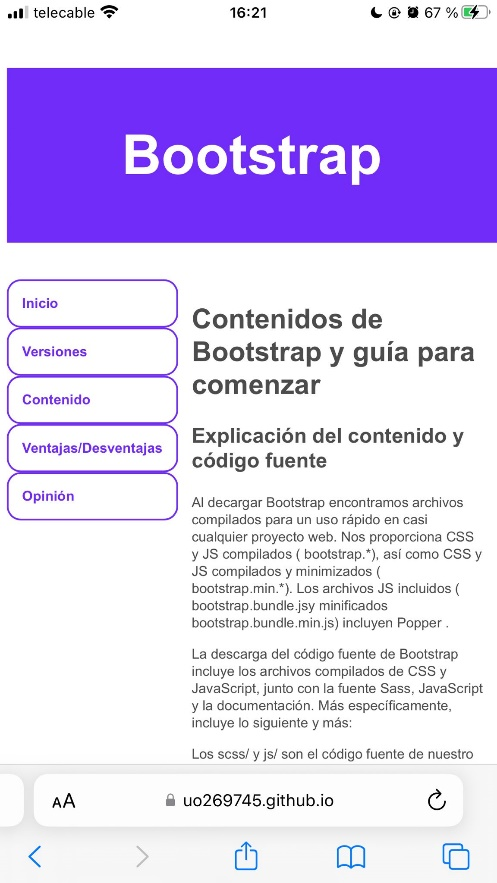 telecable 16:21 67 %
Bootstrap
Inicio
Versiones
Contenido
Ventajas/Desventajas
Opinión
Contenidos de
Bootstrap y guía para
comenzar
Explicación del contenido y
código fuente
Al decargar Bootstrap encontramos archivos
compilados para un uso rápido en casi
cualquier proyecto web. Nos proporciona CSS
y JS compilados ( bootstrap.*), así como CSS y
JS compilados y minimizados (
bootstrap.min.*). Los archivos JS incluidos (
bootstrap.bundle.jsy minificados
bootstrap.bundle.min.js) incluyen Popper .
La descarga del código fuente de Bootstrap
incluye los archivos compilados de CSS y
JavaScript, junto con la fuente Sass, JavaScript
y la documentación. Más específicamente,
incluye lo siguiente y más:
Los scss/ y js/ son el código fuente de nuestro
AA uo269745.github.io